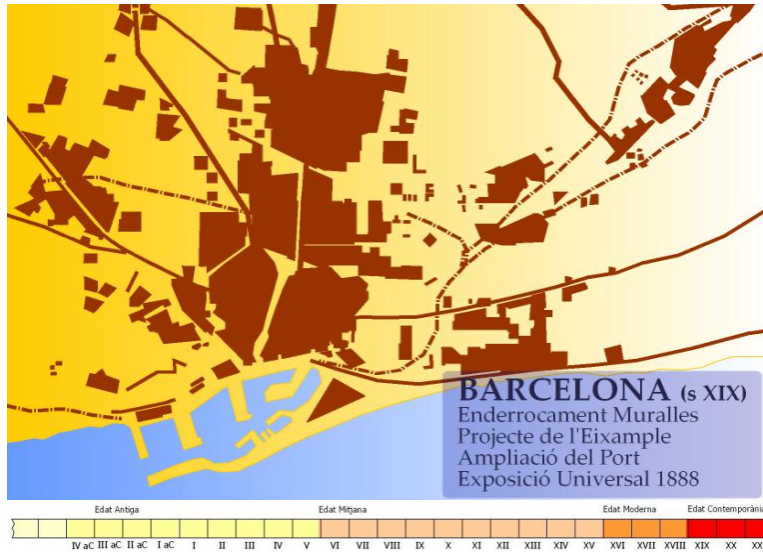 BARCELONA (s XIX)
Enderrocament Muralles
Projecte de l'Eixample
Ampliació del Port
Exposició Universal 1888
Edat Antiga Edat Mitjana Edat Moderna Edat Contemporània
IV aC III aC II aC I aC I II III IV V VI VII VIII IX X XI XII XIII XIV XV XVI XVII XVIII XIX XX XXI